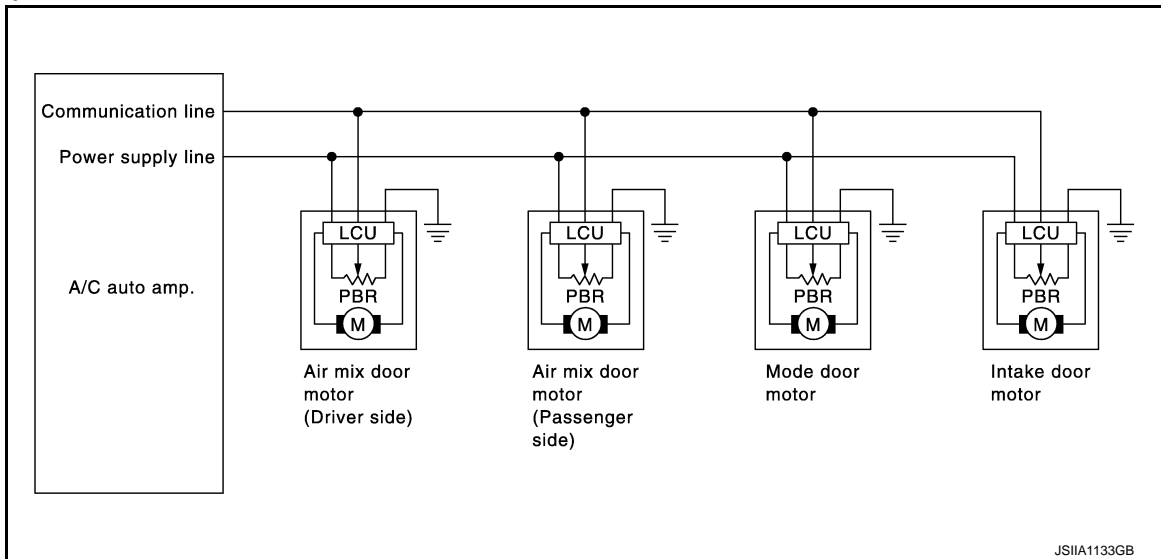 Communication line
Power supply line
A/C auto amp.
LCU
PBR
M
Air mix door
motor
(Driver side)
LCU
PBR
M
Air mix door
motor
(Passenger
side)
LCU
PBR
M
Mode door
motor
LCU
PBR
M
Intake door
motor
JSIIA1133GB